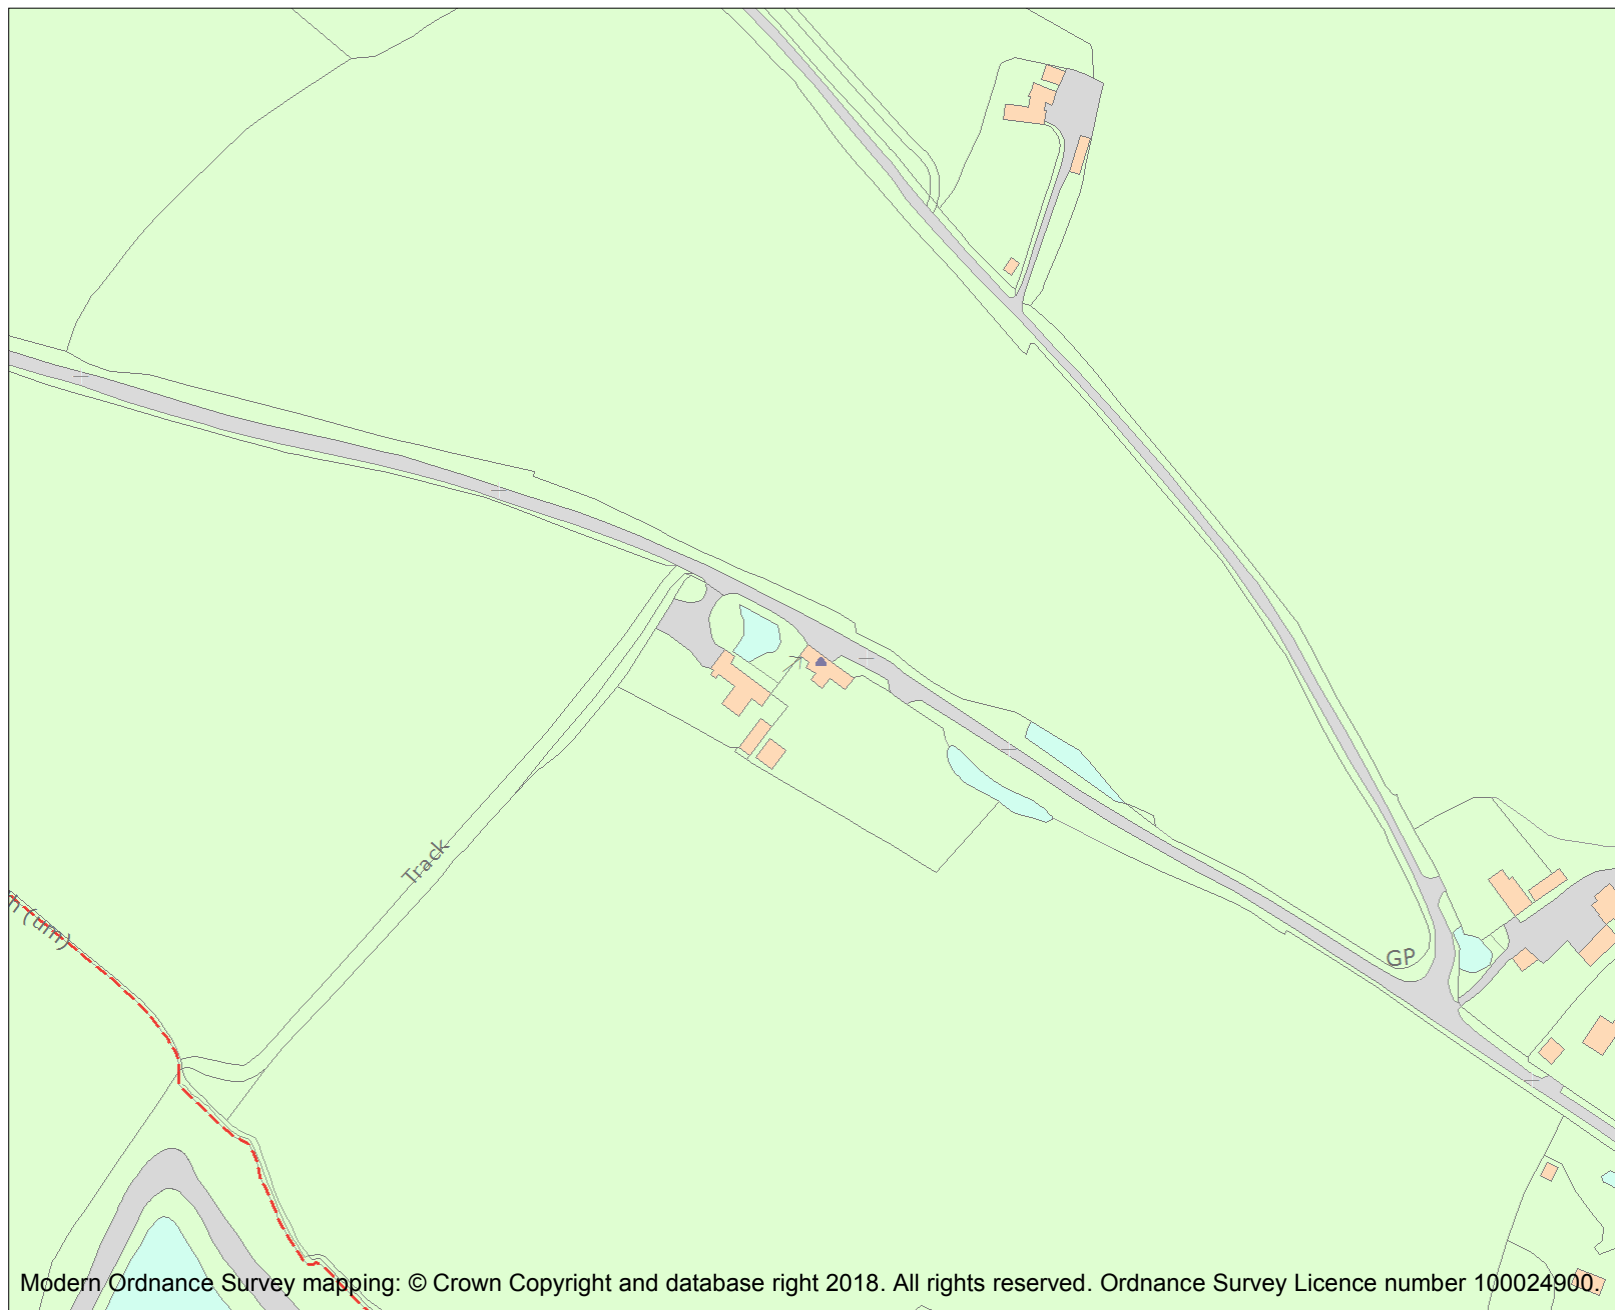 Track
h (um)
GP
Modern Ordnance Survey mapping: © Crown Copyright and database right 2018. All rights reserved. Ordnance Survey Licence number 100024900.